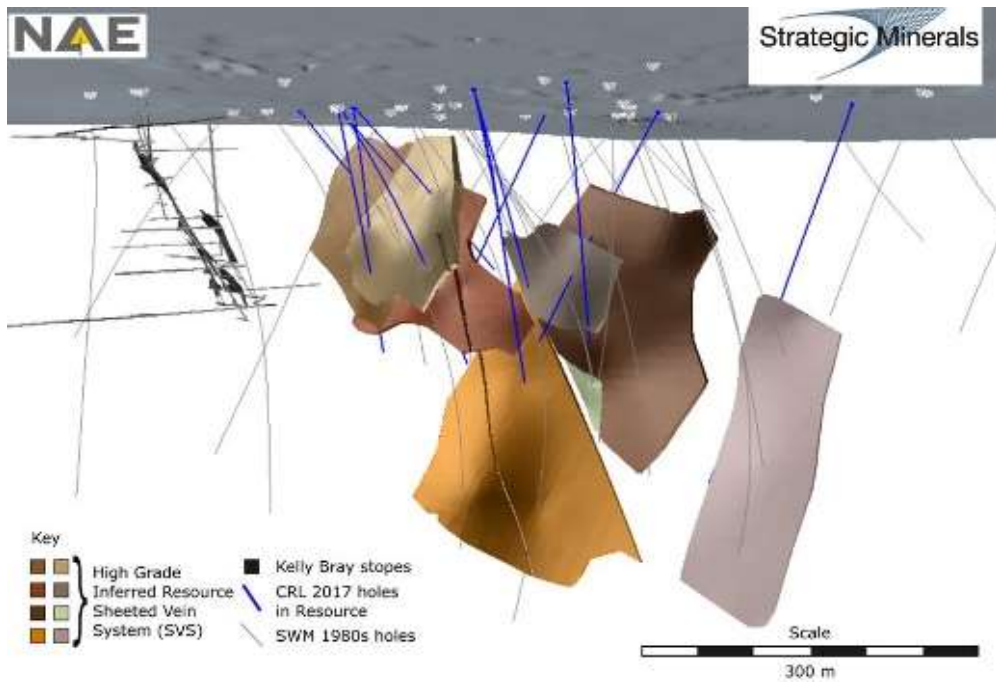 NAE
Strategic Minerals
Key
High Grade
Inferred Resource
Sheeted Vein
System (SVS)
Kelly Bray stopes
CRL 2017 holes
in Resource
SWM 1980s holes
Scale
300 m